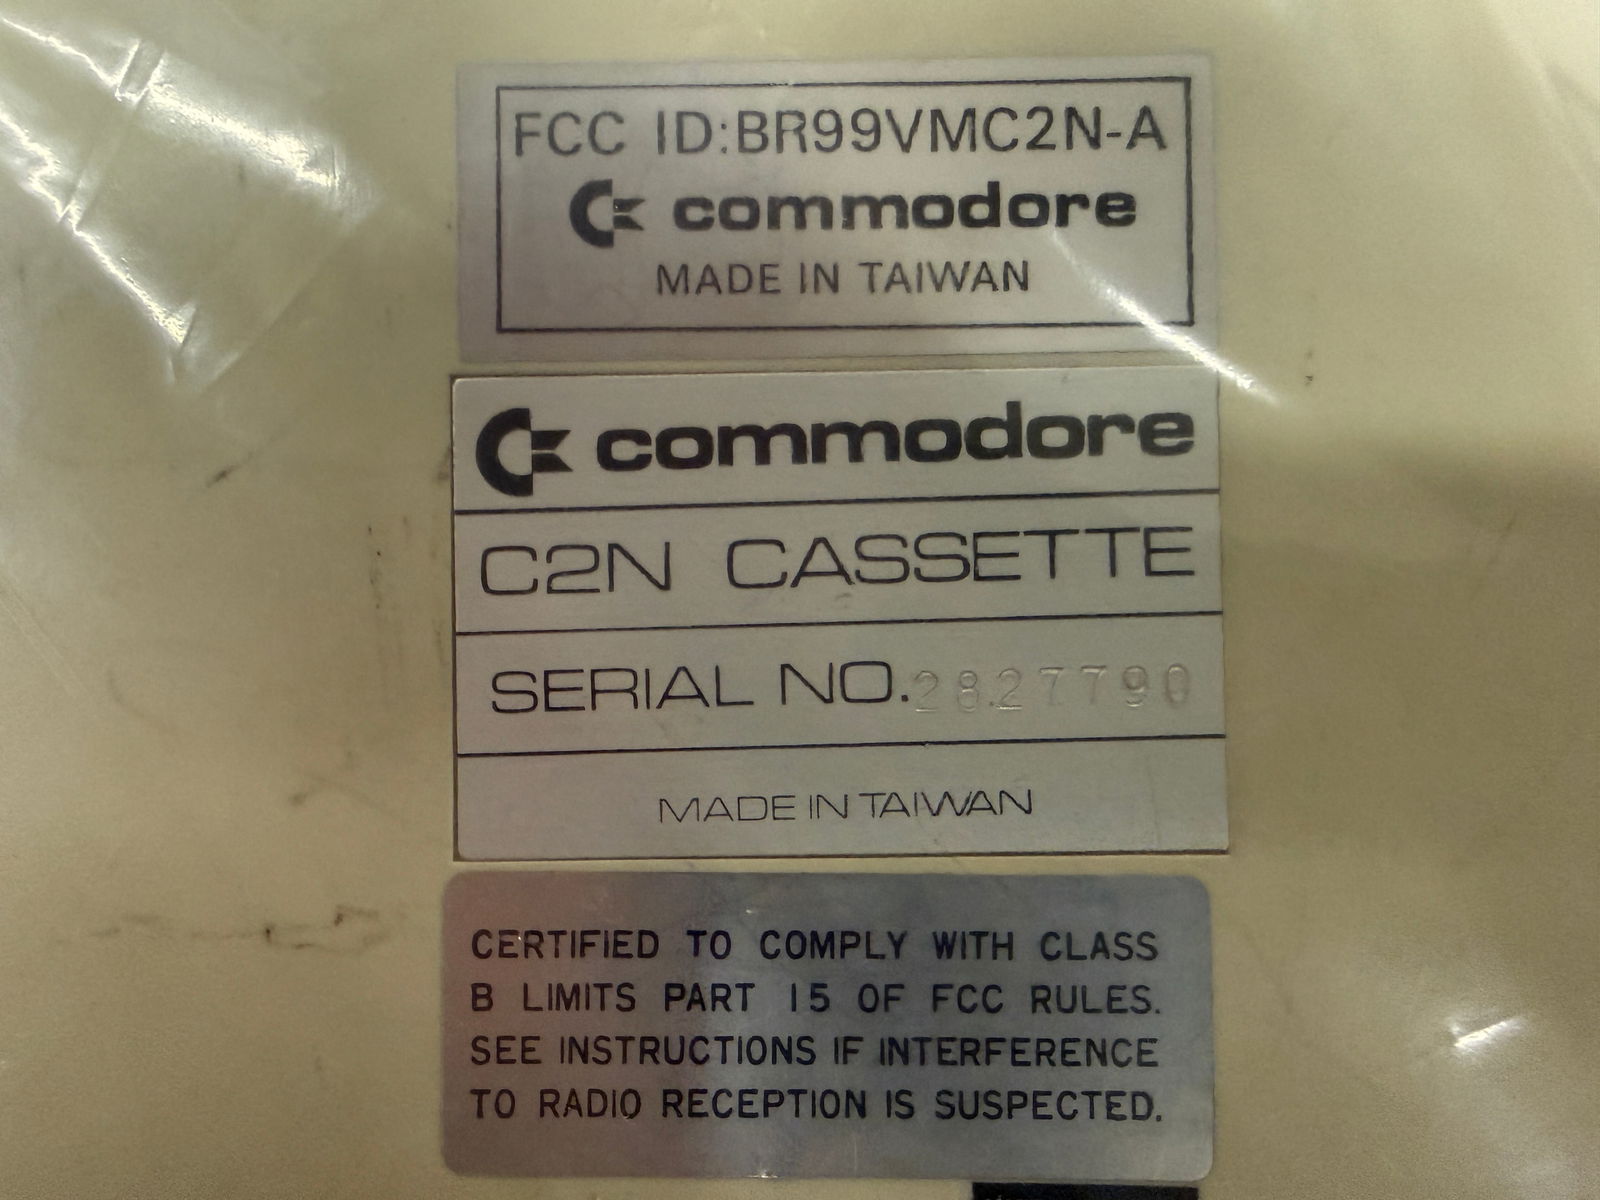 FCC ID:BR99VMC2N-A
commodore
MADE IN TAIWAN
commodore
C2N CASSETTE
SERIAL NO. 2827790
MADE IN TAIWAN
CERTIFIED TO COMPLY WITH CLASS
B LIMITS PART 15 OF FCC RULES.
SEE INSTRUCTIONS IF INTERFERENCE
TO RADIO RECEPTION IS SUSPECTED.